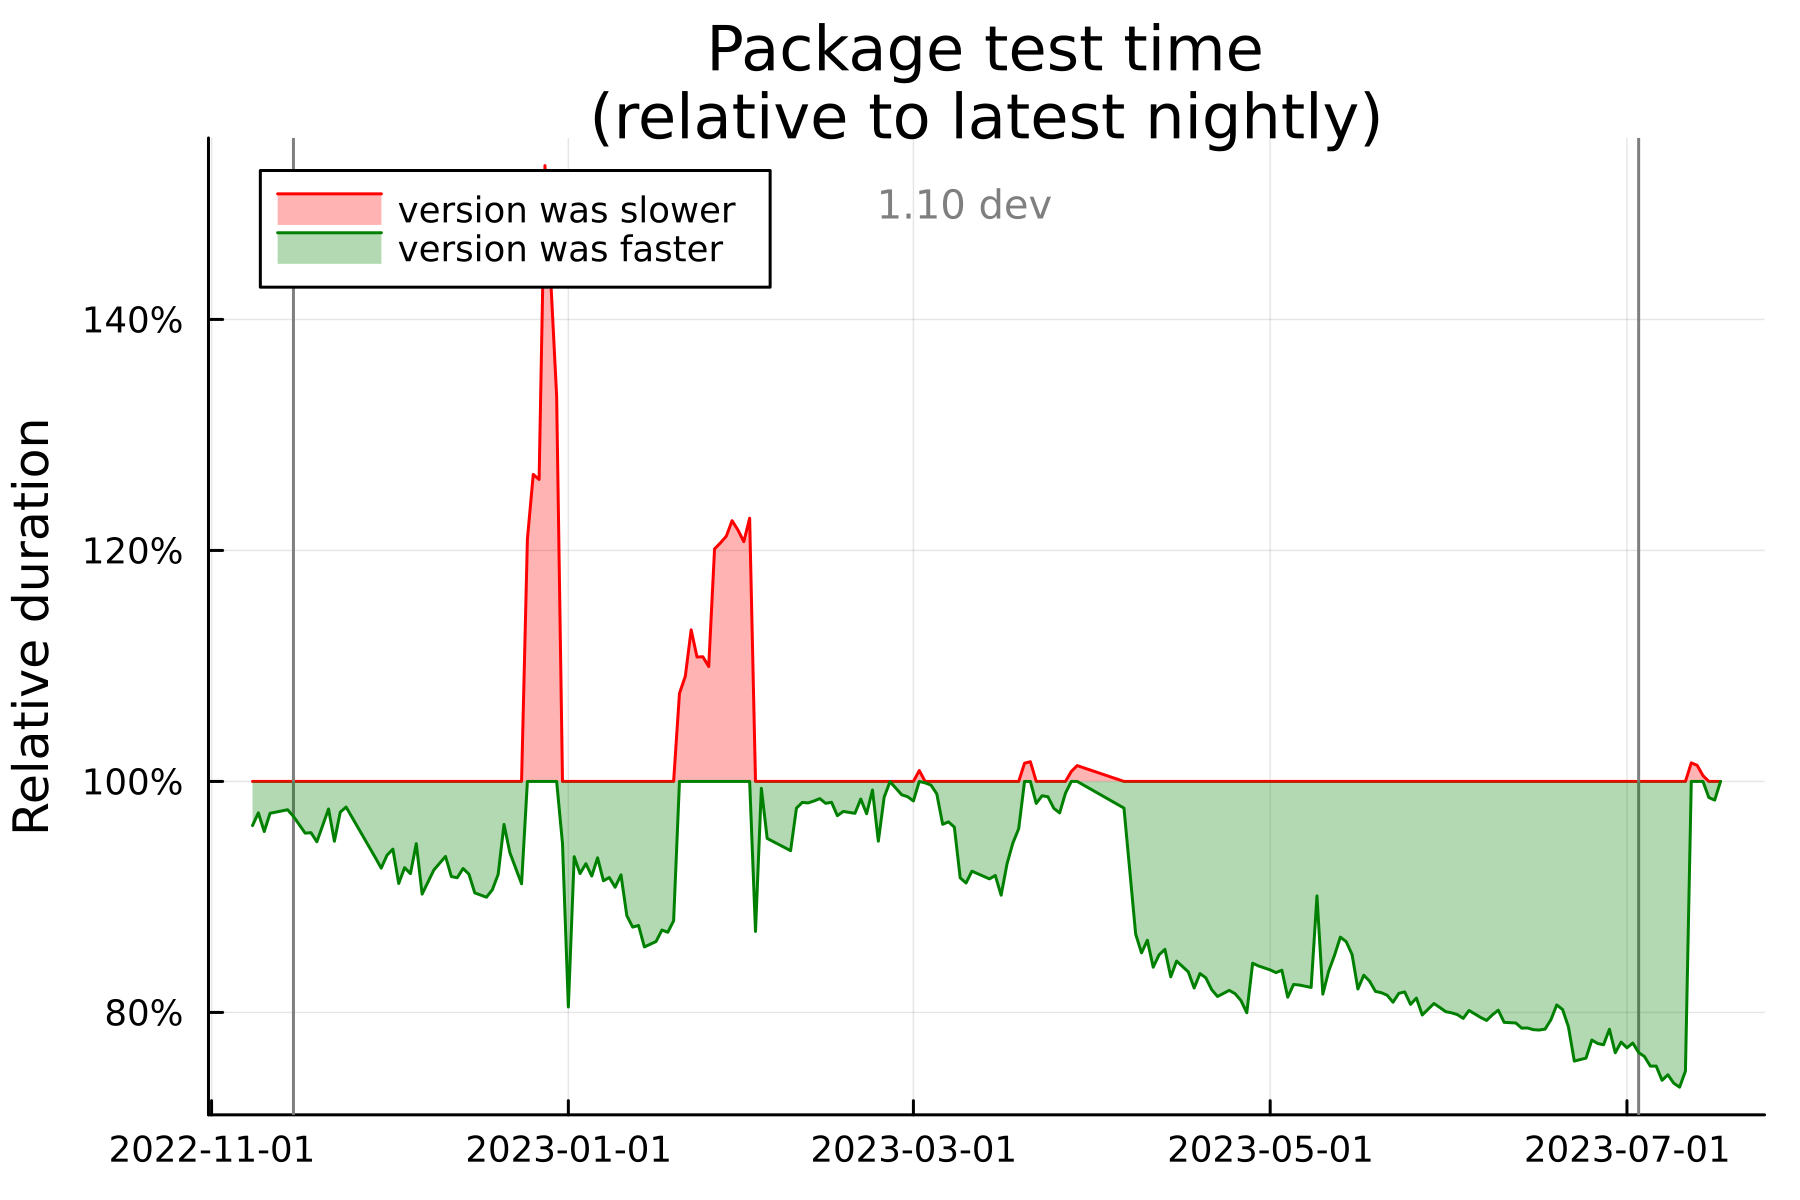 Package test time
(relative to latest nightly)
version was slower
version was faster
1.10 dev
Relative duration
140%
120%
100%
80%
2022-11-01
2023-01-01
2023-03-01
2023-05-01
2023-07-01